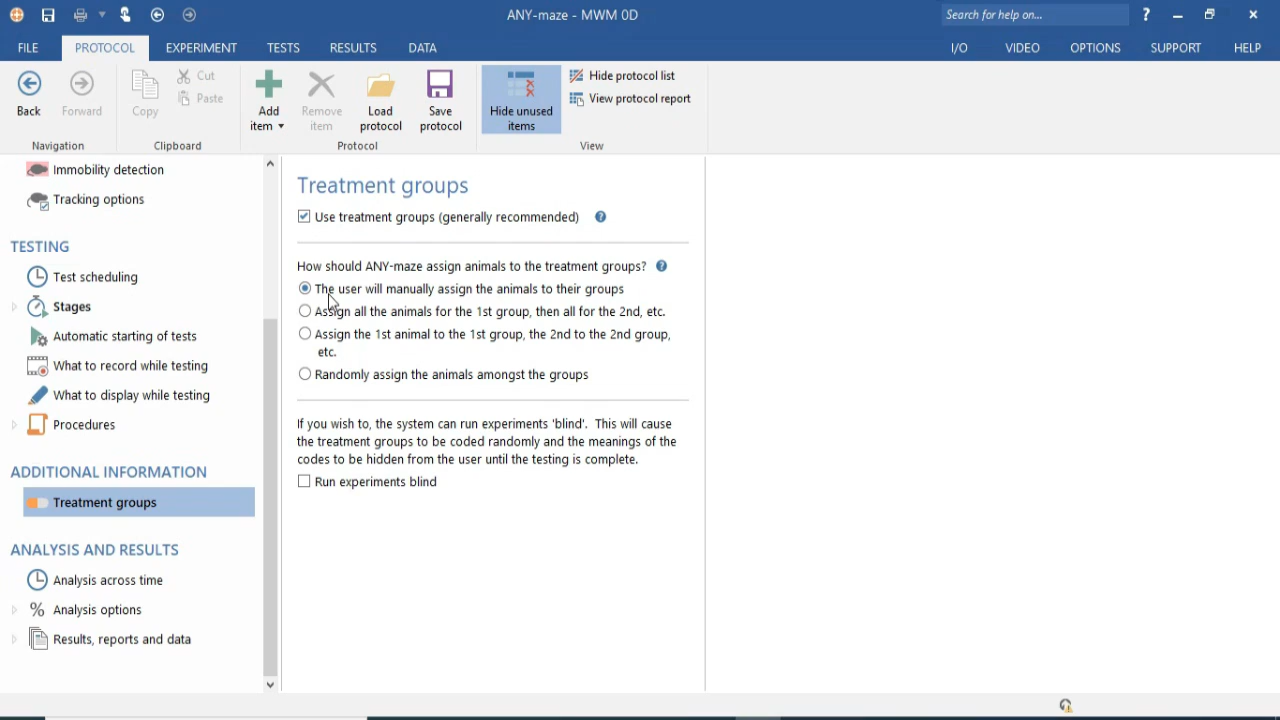 ANY-maze - MWM 0D
Search for help on...
?
FILE
PROTOCOL
EXPERIMENT
TESTS
RESULTS
DATA
I/O
VIDEO
OPTIONS
SUPPORT
HELP
Back
Forward
Navigation
Copy
Cut
Paste
Clipboard
Add
item
Remove
item
Load
protocol
Save
protocol
Protocol
Hide unused
items
Hide protocol list
View protocol report
View
Immobility detection
Tracking options
TESTING
Test scheduling
Stages
Automatic starting of tests
What to record while testing
What to display while testing
Procedures
ADDITIONAL INFORMATION
Treatment groups
ANALYSIS AND RESULTS
Analysis across time
% Analysis options
Results, reports and data
Treatment groups
Use treatment groups (generally recommended) ?
How should ANY-maze assign animals to the treatment groups? ?
The user will manually assign the animals to their groups
Assign all the animals for the 1st group, then all for the 2nd, etc.
Assign the 1st animal to the 1st group, the 2nd to the 2nd group,
etc.
Randomly assign the animals amongst the groups
If you wish to, the system can run experiments 'blind'. This will cause
the treatment groups to be coded randomly and the meanings of the
codes to be hidden from the user until the testing is complete.
Run experiments blind